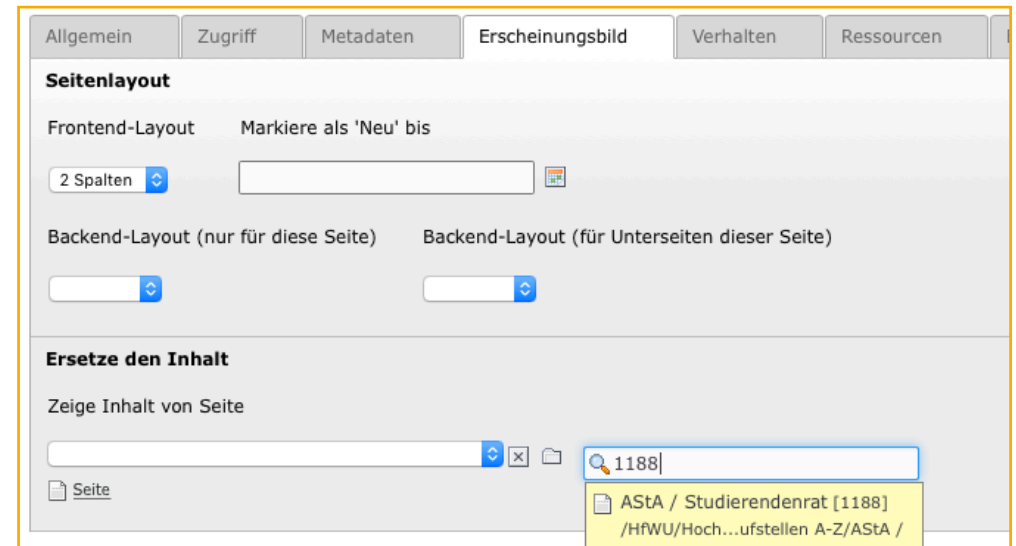 Allgemein Zugriff Metadaten Erscheinungsbild Verhalten Ressourcen
Seitenlayout
Frontend-Layout Markiere als 'Neu' bis
2 Spalten
Backend-Layout (nur für diese Seite) Backend-Layout (für Unterseiten dieser Seite)
Ersetze den Inhalt
Zeige Inhalt von Seite
1188
Seite
AStA / Studierendenrat [1188]
/HfWU/Hoch...ufstellen A-Z/AStA /